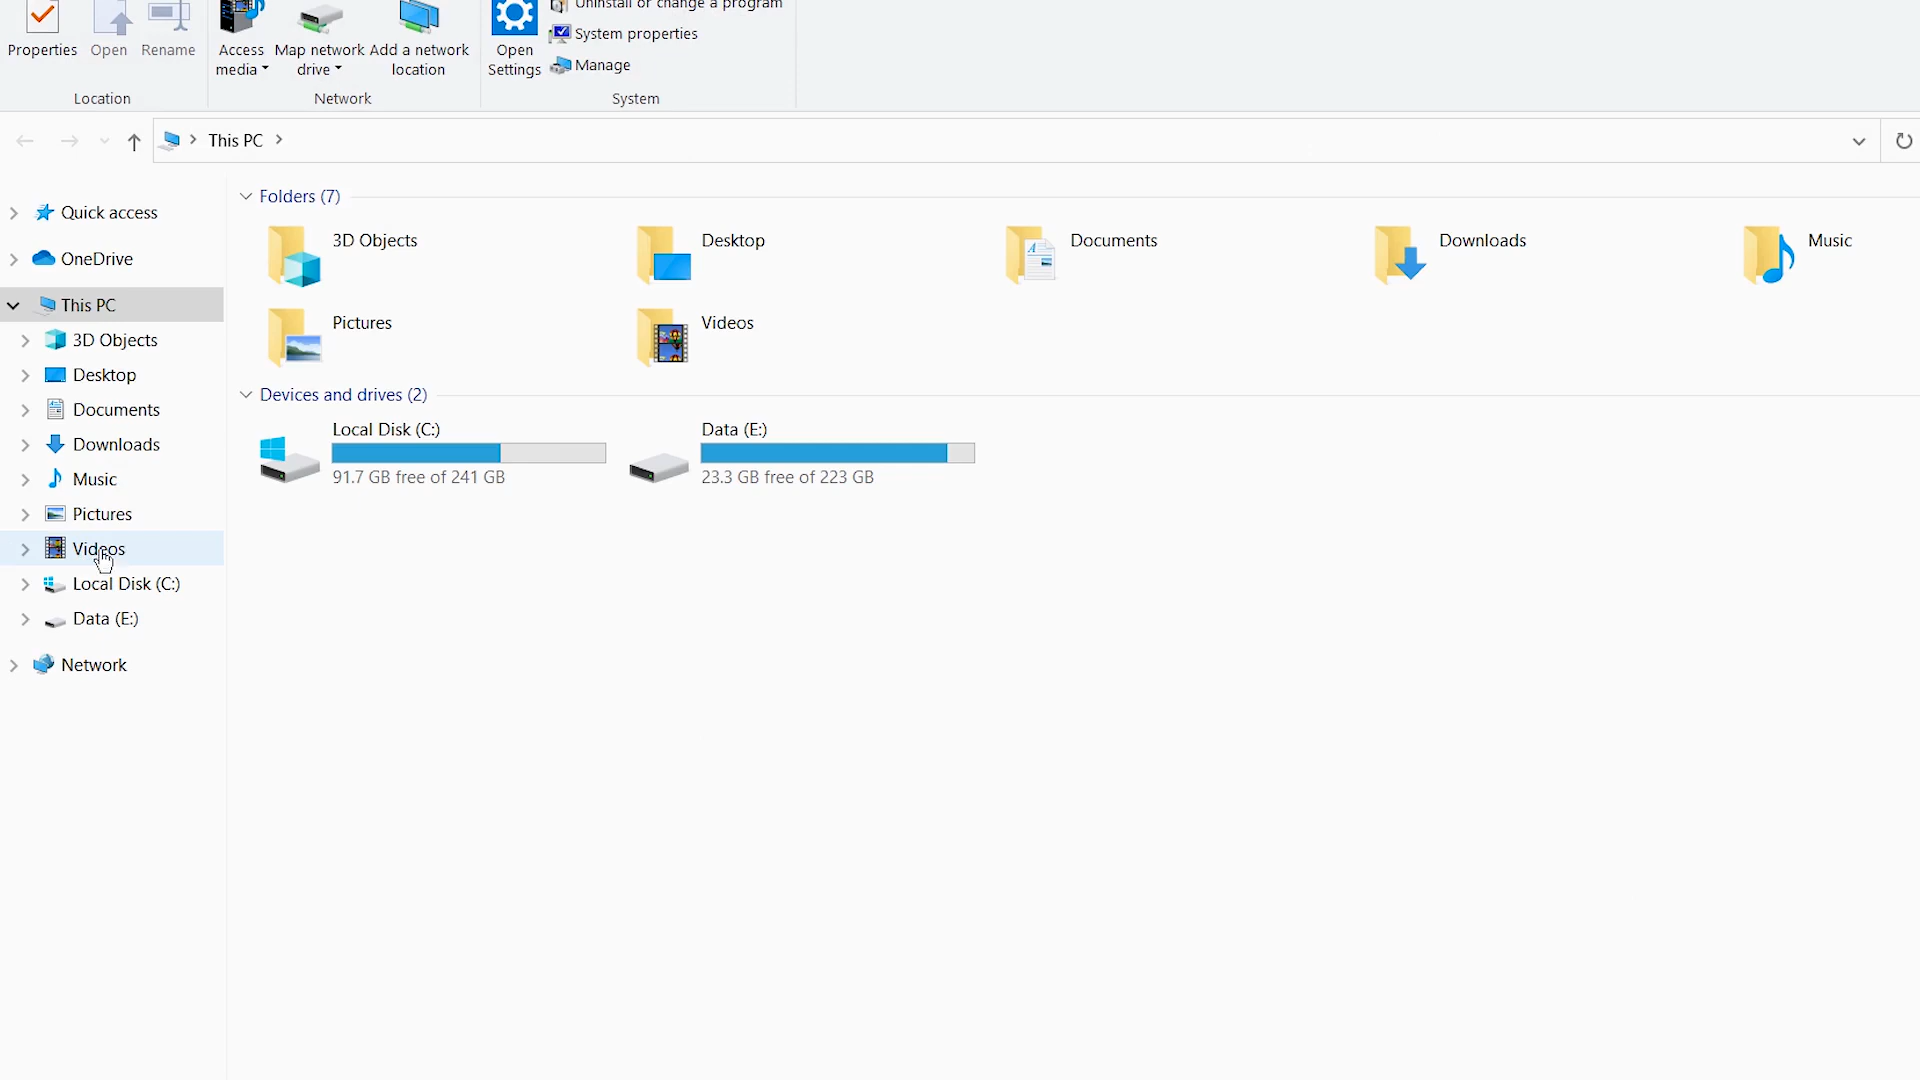 Uninstall or change a program
Properties
Open
Rename
Access media
Map network drive
Add a network location
Open Settings
System properties
Manage
Location
Network
System
This PC
Quick access
OneDrive
This PC
3D Objects
Desktop
Documents
Downloads
Music
Pictures
Videos
Local Disk (C:)
Data (E:)
Network
Folders (7)
3D Objects
Desktop
Documents
Downloads
Music
Pictures
Videos
Devices and drives (2)
Local Disk (C:)
91.7 GB free of 241 GB
Data (E:)
23.3 GB free of 223 GB